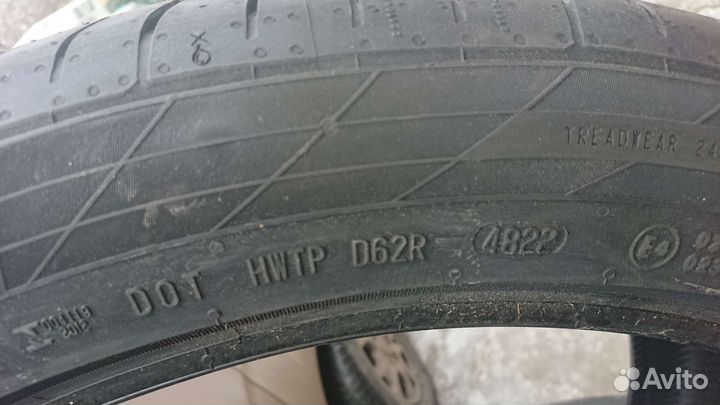 TREADWEAR 24
DOT HWTP D62R 4822
E4
Avito